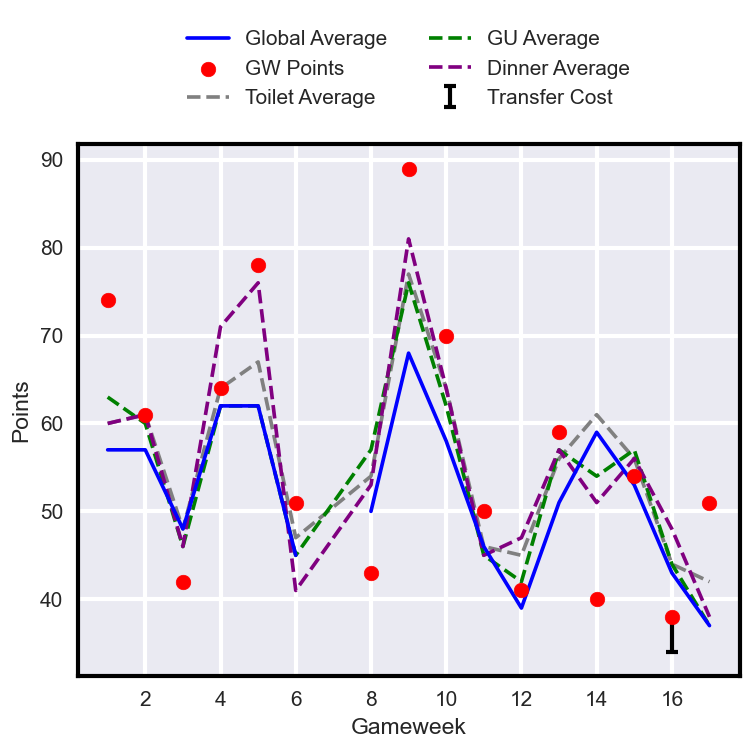 Global Average
GW Points
Toilet Average
GU Average
Dinner Average
Transfer Cost
90
80
70
60
50
40
Points
2 4 6 8 10 12 14 16
Gameweek